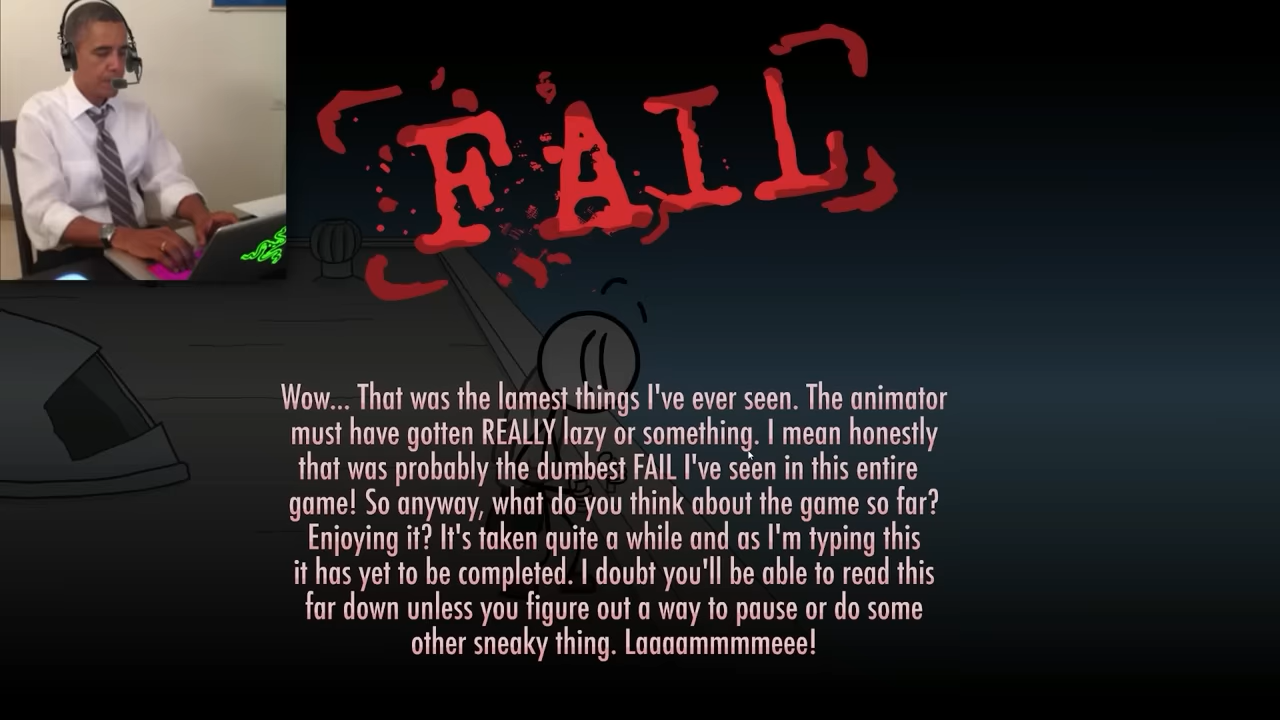 FAIL
Wow... That was the lamest things I've ever seen. The animator
must have gotten REALLY lazy or something. I mean honestly
that was probably the dumbest FAIL I've seen in this entire
game! So anyway, what do you think about the game so far?
Enjoying it? It's taken quite a while and as I'm typing this
it has yet to be completed. I doubt you'll be able to read this
far down unless you figure out a way to pause or do some
other sneaky thing. Laaaammmmeee!